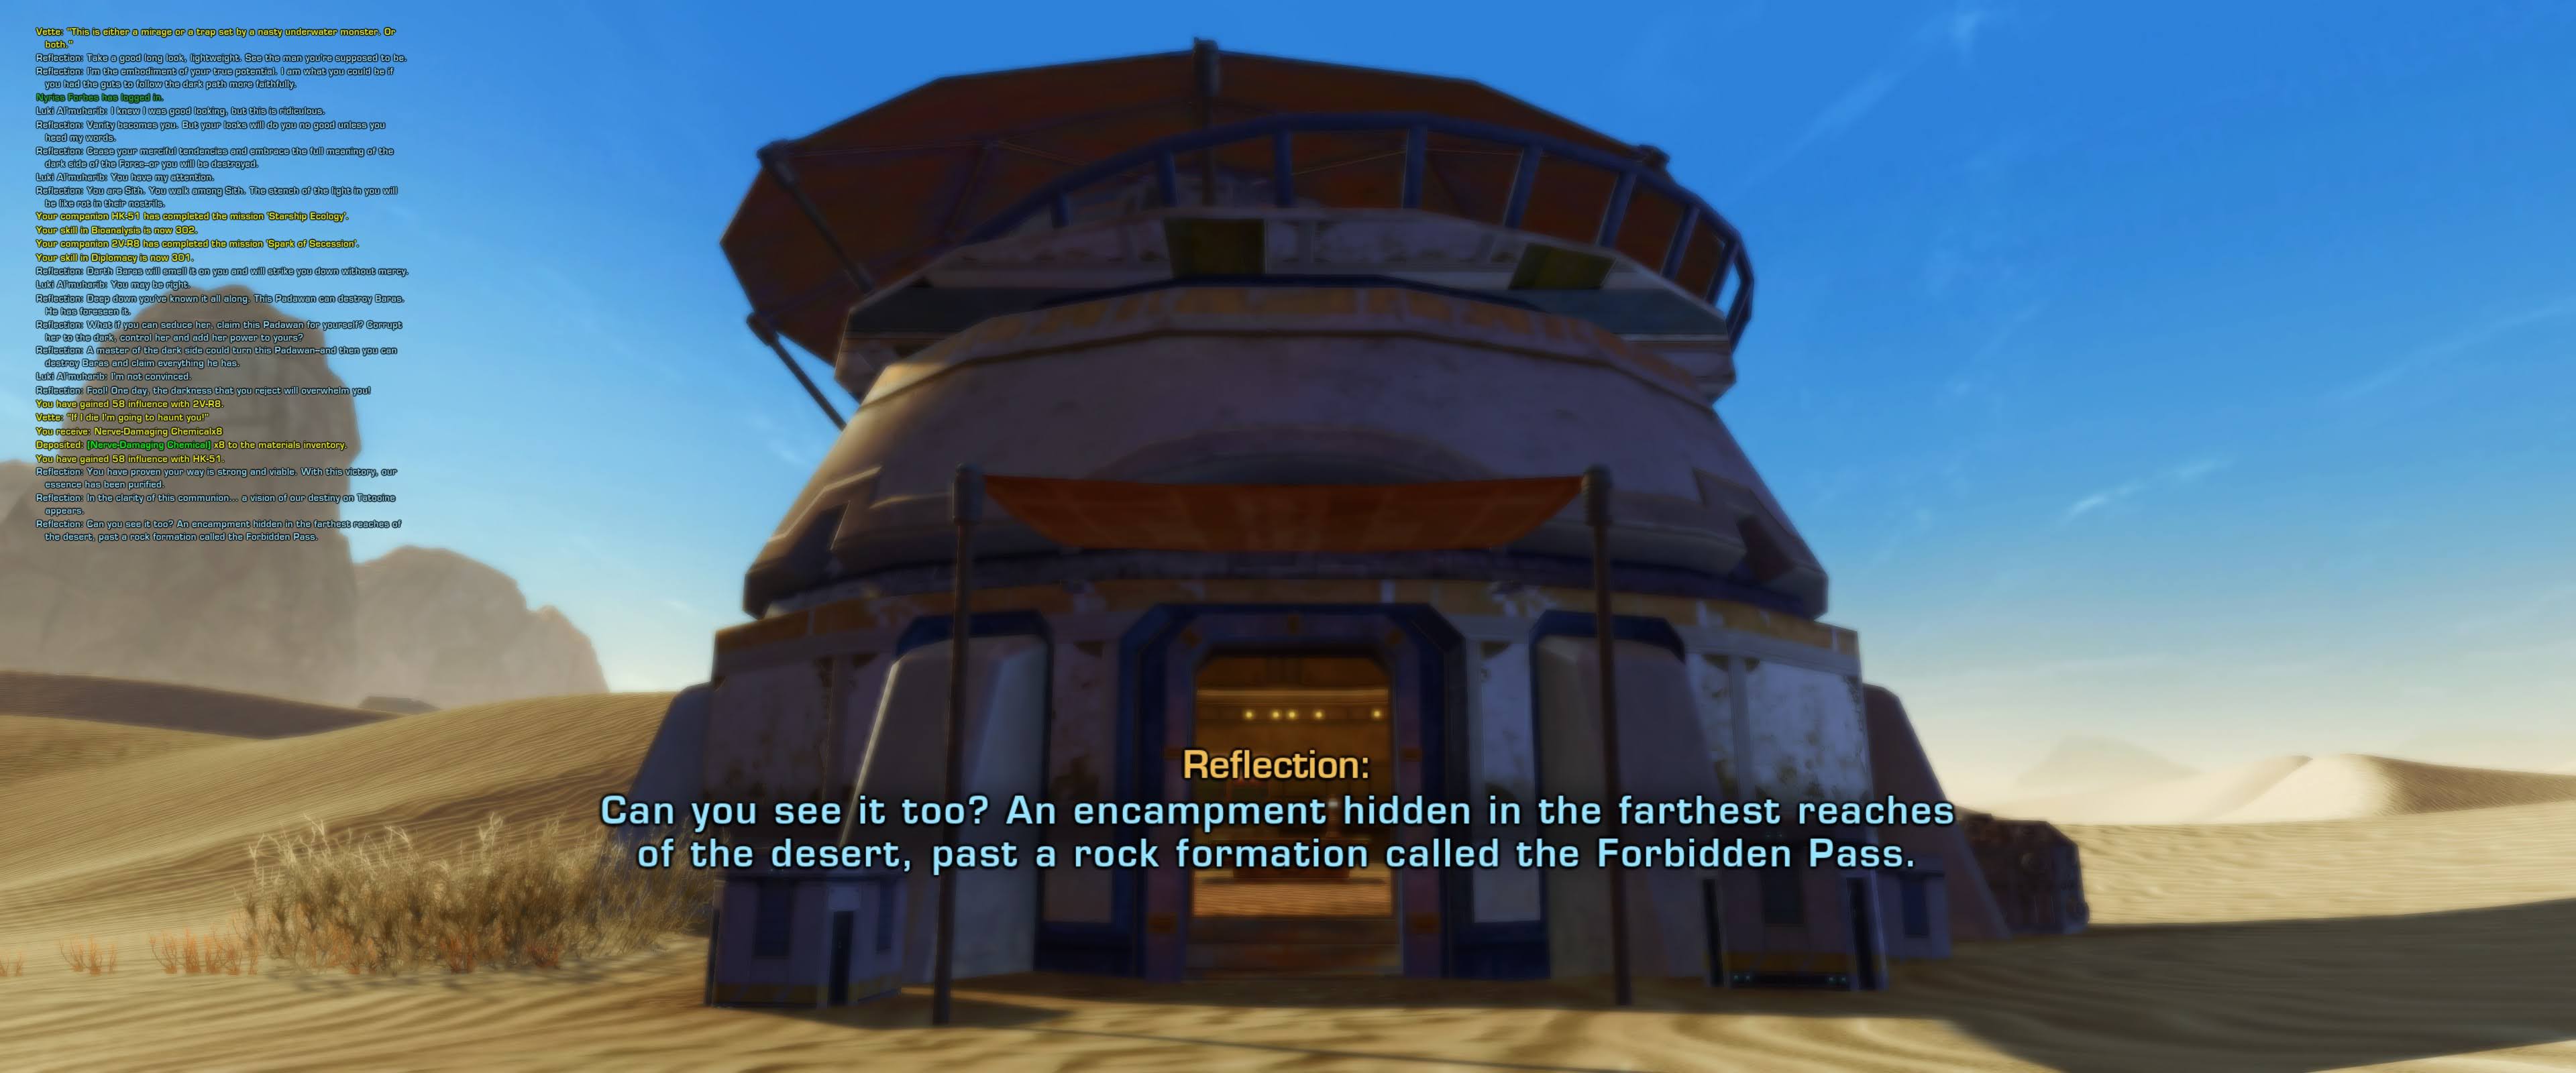 Vette: "This is either a mirage or a trap set by a nasty underwater monster. Or
both."
Reflection: Take a good long look, lightweight. See the man you're supposed to be.
Reflection: I'm the embodiment of your true potential. I am what you could be if
you had the guts to follow the dark path more faithfully.
Nyriss Forbes has logged in.
Luki Al'muharib: I knew I was good looking, but this is ridiculous.
Reflection: Vanity becomes you. But your looks will do you no good unless you
heed my words.
Reflection: Cease your merciful tendencies and embrace the full meaning of the
dark side of the Force–or you will be destroyed.
Luki Al'muharib: You have my attention.
Reflection: You are Sith. You walk among Sith. The stench of the light in you will
be like rot in their nostrils.
Your companion HK-51 has completed the mission 'Starship Ecology'.
Your skill in Bioanalysis is now 302.
Your companion 2V-R8 has completed the mission 'Spark of Secession'.
Your skill in Diplomacy is now 301.
Reflection: Darth Baras will smell it on you and will strike you down without mercy.
Luki Al'muharib: You may be right.
Reflection: Deep down you've known it all along. This Padawan can destroy Baras.
He has foreseen it.
Reflection: What if you can seduce her, claim this Padawan for yourself? Corrupt
her to the dark, control her and add her power to yours?
Reflection: A master of the dark side could turn this Padawan–and then you can
destroy Baras and claim everything he has.
Luki Al'muharib: I'm not convinced.
Reflection: Fool! One day, the darkness that you reject will overwhelm you!
You have gained 58 influence with 2V-R8.
Vette: "If I die I'm going to haunt you!"
You receive: Nerve-Damaging Chemicalx8
Deposited: [Nerve-Damaging Chemical] x8 to the materials inventory.
You have gained 58 influence with HK-51.
Reflection: You have proven your way is strong and viable. With this victory, our
essence has been purified.
Reflection: In the clarity of this communion... a vision of our destiny on Tatooine
appears.
Reflection: Can you see it too? An encampment hidden in the farthest reaches of
the desert, past a rock formation called the Forbidden Pass.
Reflection:
Can you see it too? An encampment hidden in the farthest reaches
of the desert, past a rock formation called the Forbidden Pass.